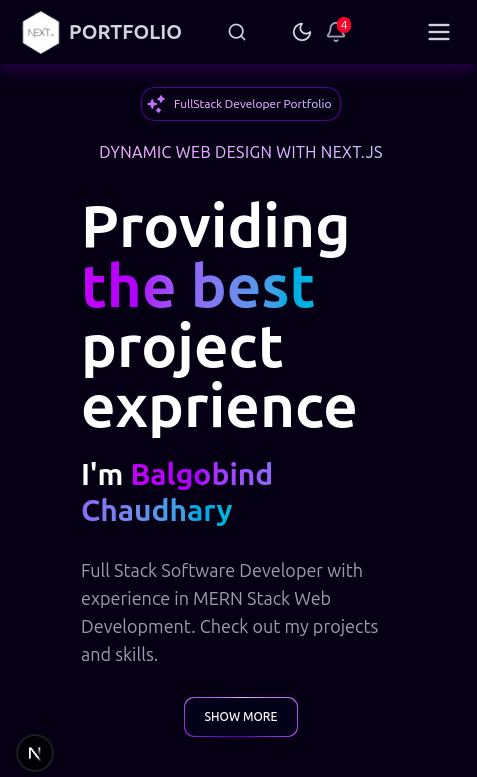 NEXT.
PORTFOLIO
4
FullStack Developer Portfolio
DYNAMIC WEB DESIGN WITH NEXT.JS
Providing
the best
project
exprience
I'm Balgobind
Chaudhary
Full Stack Software Developer with
experience in MERN Stack Web
Development. Check out my projects
and skills.
SHOW MORE
N